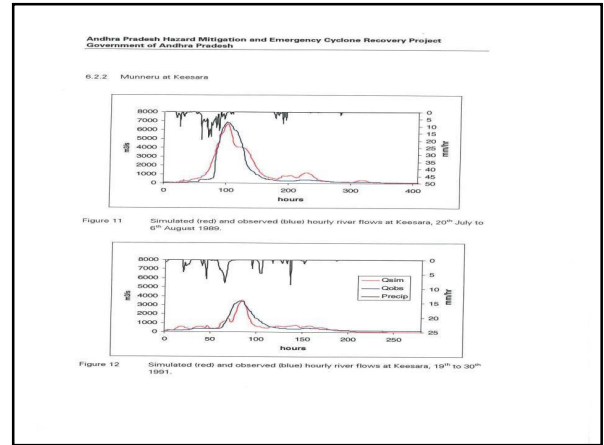 Andhra Pradesh Hazard Mitigation and Emergency Cyclone Recovery Project
Government of Andhra Pradesh
6.2.2 Munneru at Keesara
8000 0
7000 5
6000 10
5000 15
4000 20
3000 25
2000 30
1000 35
0 40
45
50
m3/s
mm/hr
0 100 200 300 400
hours
Figure 11 Simulated (red) and observed (blue) hourly river flows at Keesara, 20th July to
6th August 1989.
8000 0
7000 5
6000 10
5000 15
4000 20
3000 25
2000
1000
0
m3/s
mm/hr
Qsim
Qobs
Precip
0 50 100 150 200 250
hours
Figure 12 Simulated (red) and observed (blue) hourly river flows at Keesara, 19th to 30th
1991.